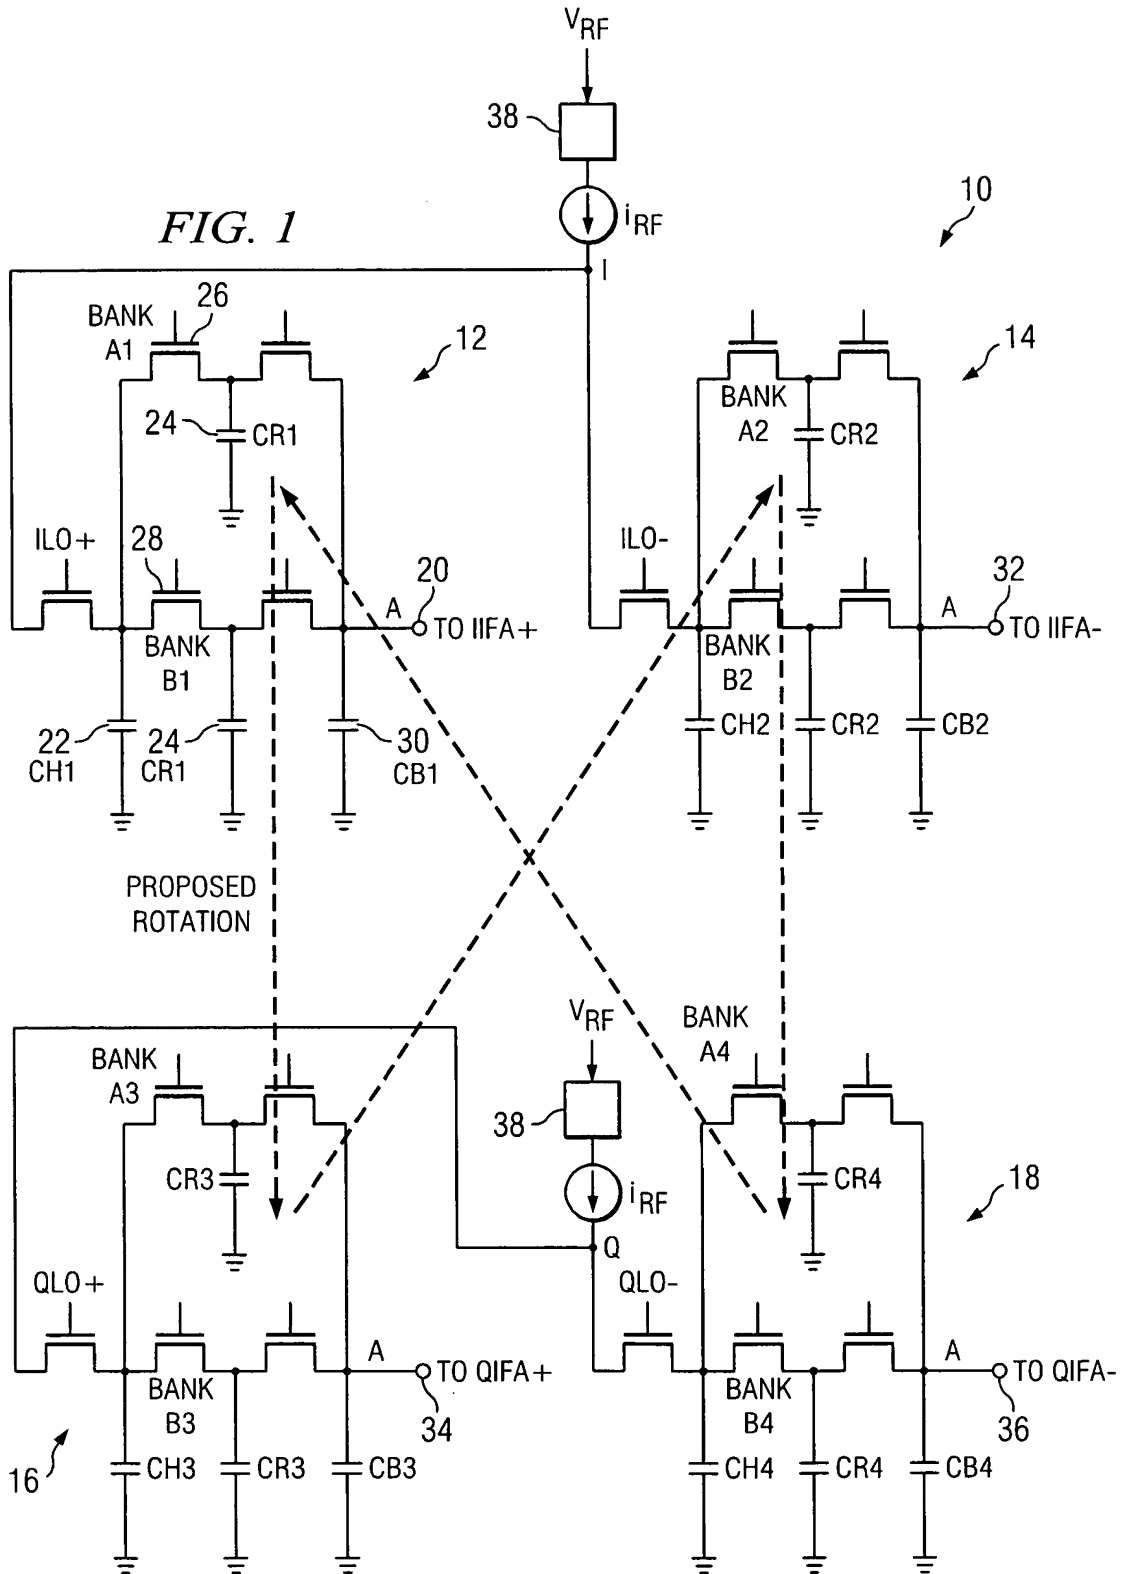 VRF
38
iRF
10
FIG. 1
I
BANK
A1
26
12
14
24
CR1
BANK
A2
CR2
ILO+
28
20
A
TO IIFA+
BANK
B1
ILO-
32
A
TO IIFA-
BANK
B2
22
CH1
24
CR1
30
CB1
CH2
CR2
CB2
PROPOSED
ROTATION
VRF
BANK
A4
BANK
A3
38
CR3
iRF
CR4
18
Q
QLO+
QLO-
A
TO QIFA+
A
TO QIFA-
BANK
B3
34
BANK
B4
36
16
CH3
CR3
CB3
CH4
CR4
CB4